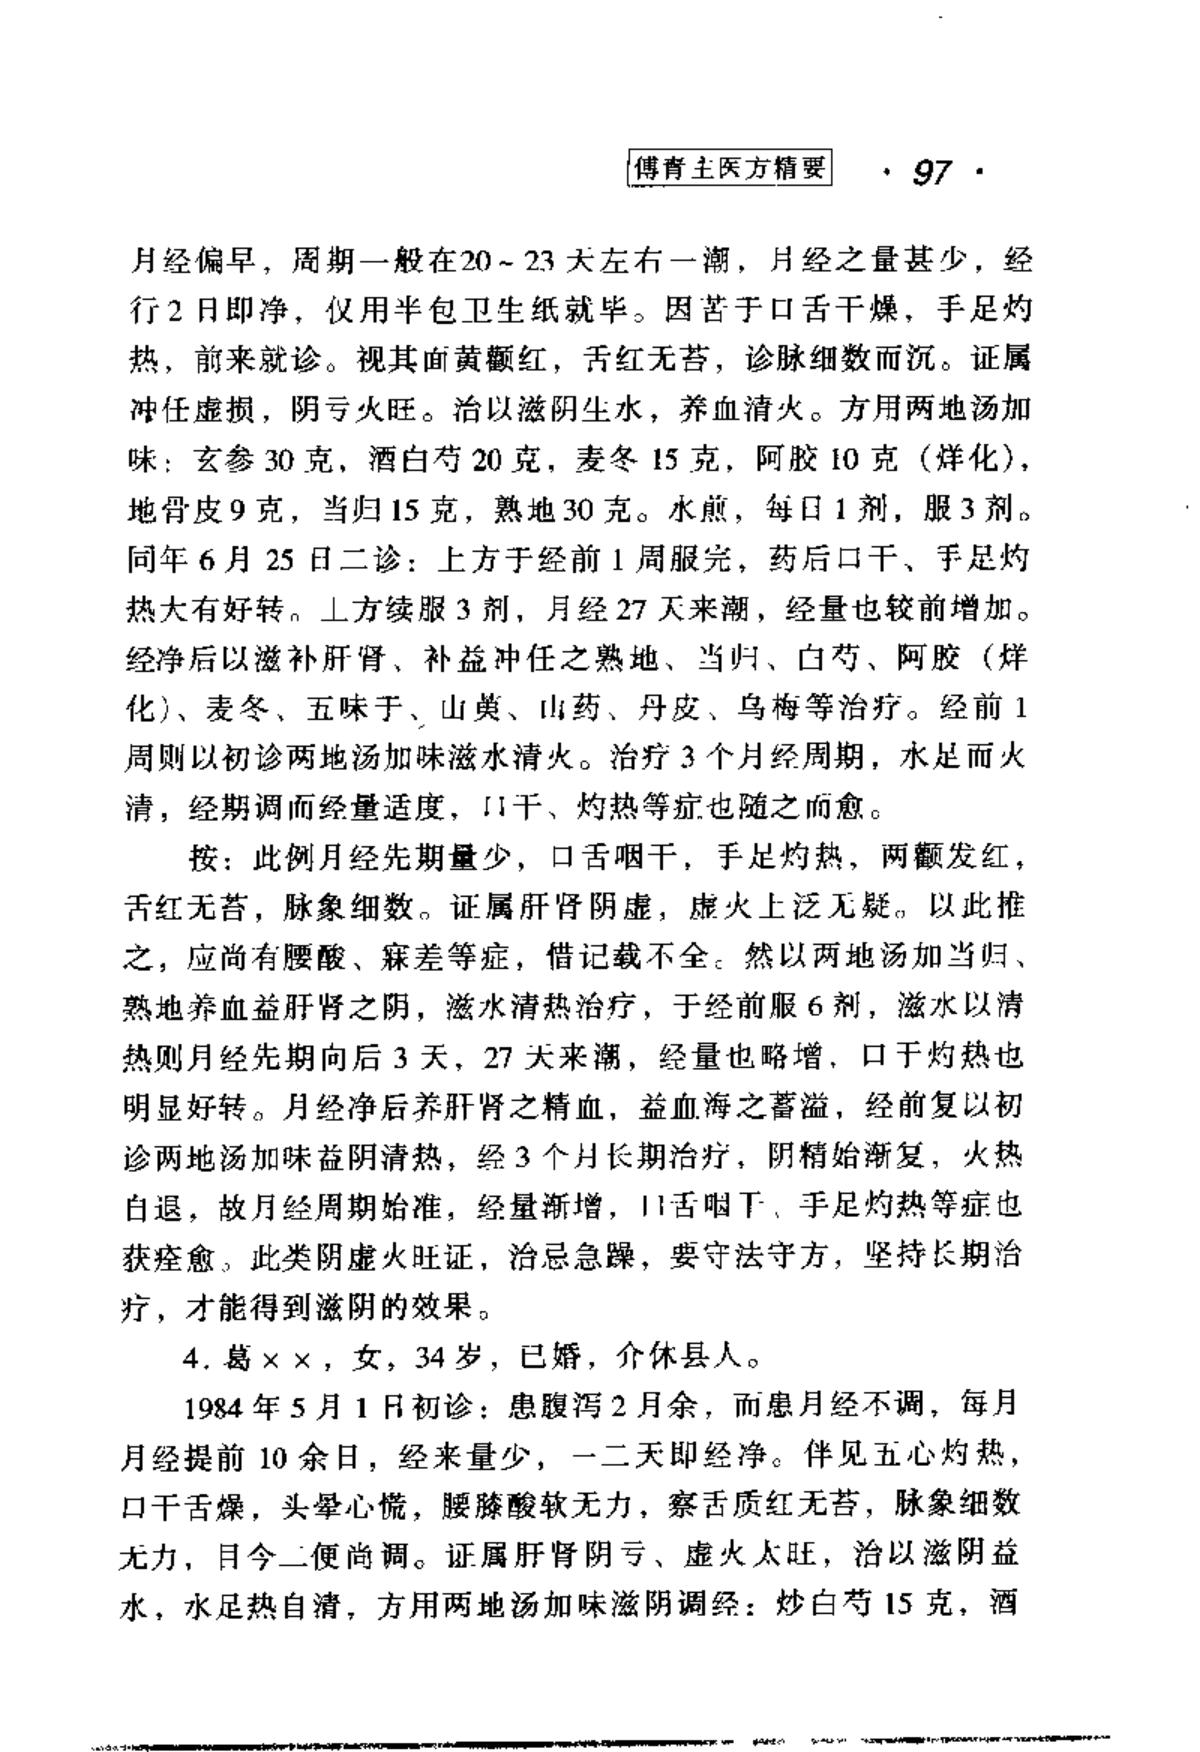 傅青主医方精要 · 97 ·
月经偏早，周期一般在20～23天左右一潮，月经之量甚少，经
行2日即净，仅用半包卫生纸就毕。因苦于口舌干燥，手足灼
热，前来就诊。视其面黄颧红，舌红无苔，诊脉细数而沉。证属
冲任虚损，阴亏火旺。治以滋阴生水，养血清火。方用两地汤加
味：玄参30克，酒白芍20克，麦冬15克，阿胶10克（烊化），
地骨皮9克，当归15克，熟地30克。水煎，每日1剂，服3剂。
同年6月25日二诊：上方于经前1周服完，药后口干、手足灼
热大有好转。上方续服3剂，月经27天来潮，经量也较前增加。
经净后以滋补肝肾、补益冲任之熟地、当归、白芍、阿胶（烊
化）、麦冬、五味子、山萸、山药、丹皮、乌梅等治疗。经前1
周则以初诊两地汤加味滋水清火。治疗3个月经周期，水足而火
清，经期调而经量适度，口干、灼热等症也随之而愈。
按：此例月经先期量少，口舌咽干，手足灼热，两颧发红，
舌红无苔，脉象细数。证属肝肾阴虚，虚火上泛无疑。以此推
之，应尚有腰酸、寐差等症，惜记载不全。然以两地汤加当归、
熟地养血益肝肾之阴，滋水清热治疗，于经前服6剂，滋水以清
热则月经先期向后3天，27天来潮，经量也略增，口干灼热也
明显好转。月经净后养肝肾之精血，益血海之蓄溢，经前复以初
诊两地汤加味益阴清热，经3个月长期治疗，阴精始渐复，火热
自退，故月经周期始准，经量渐增，口舌咽干、手足灼热等症也
获痊愈。此类阴虚火旺证，治忌急躁，要守法守方，坚持长期治
疗，才能得到滋阴的效果。
4. 葛××，女，34岁，已婚，介休县人。
1984年5月1日初诊：患腹泻2月余，而患月经不调，每月
月经提前10余日，经来量少，一二天即经净。伴见五心灼热，
口干舌燥，头晕心慌，腰膝酸软无力，察舌质红无苔，脉象细数
无力，目今二便尚调。证属肝肾阴亏、虚火太旺，治以滋阴益
水，水足热自清，方用两地汤加味滋阴调经：炒白芍15克，酒